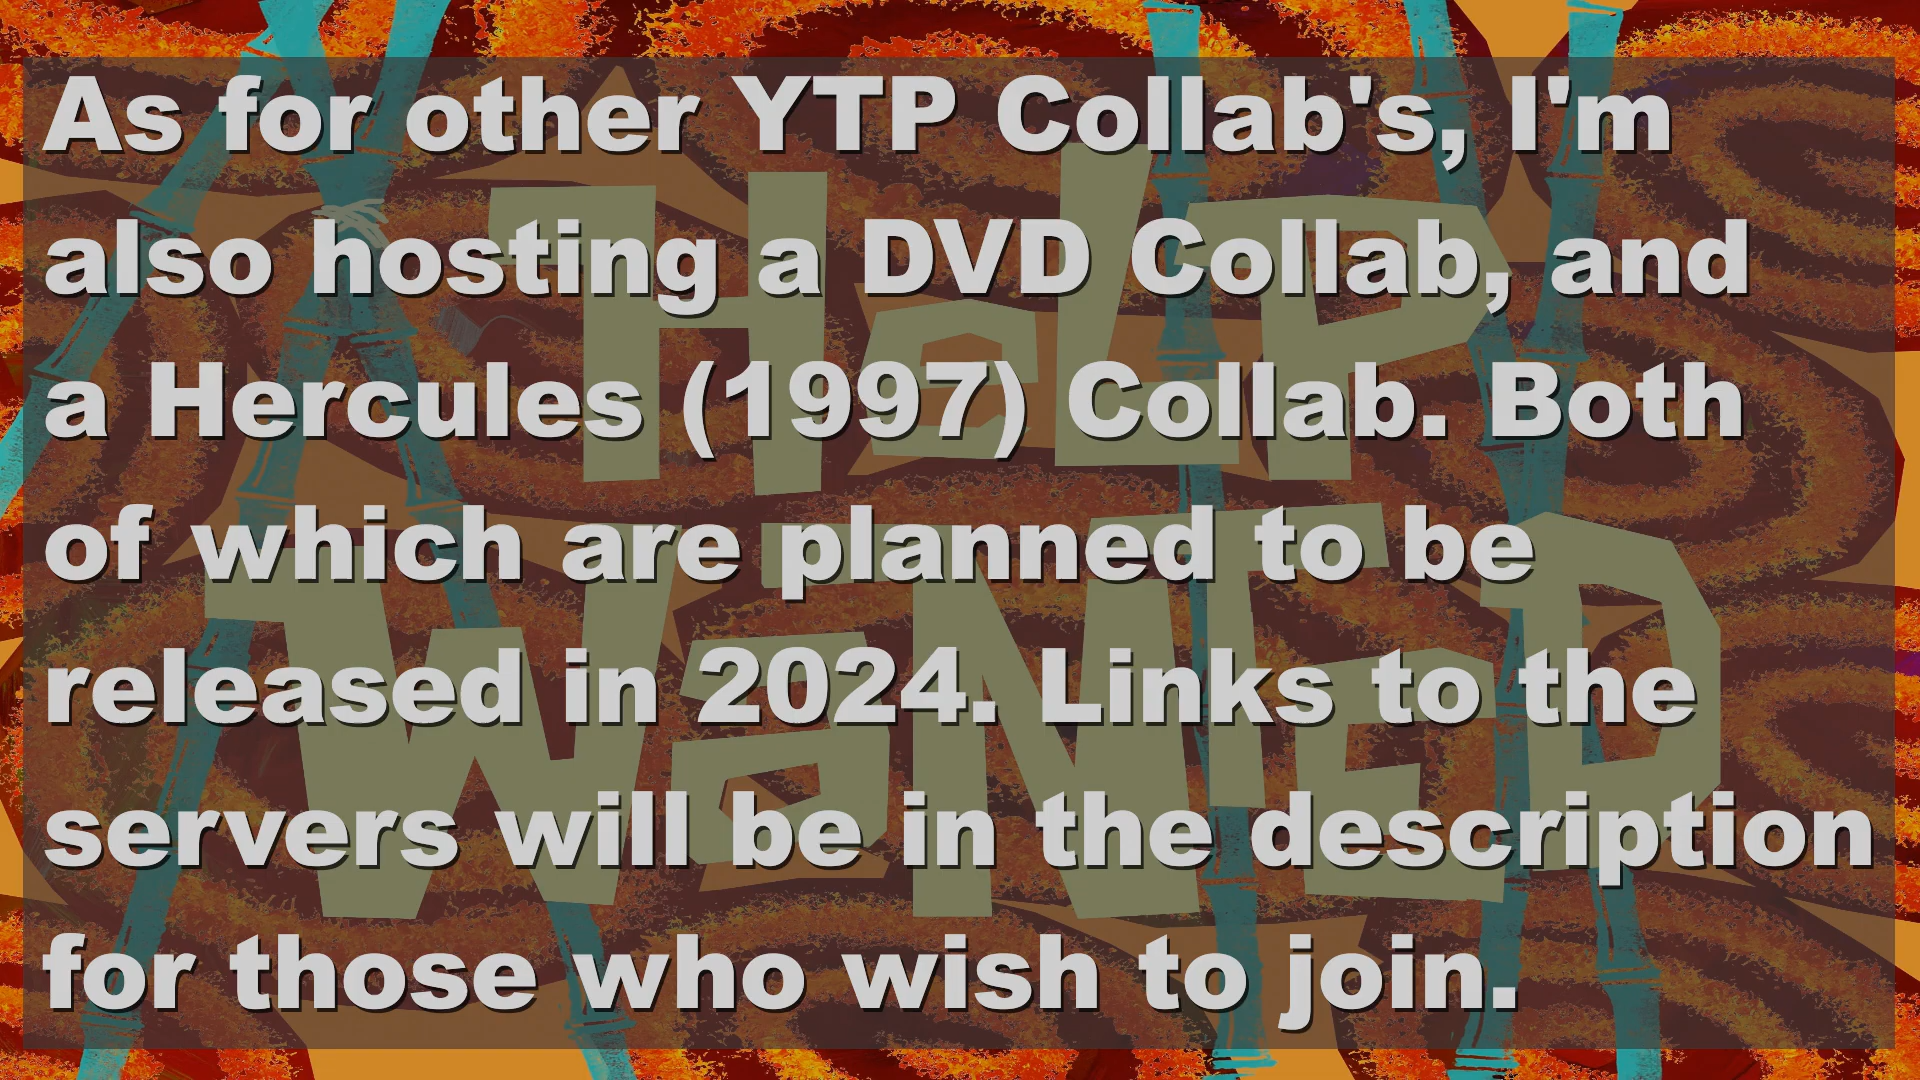 As for other YTP Collab's, I'm
also hosting a DVD Collab, and
a Hercules (1997) Collab. Both
of which are planned to be
released in 2024. Links to the
servers will be in the description
for those who wish to join.
HeLP
WaNTeD